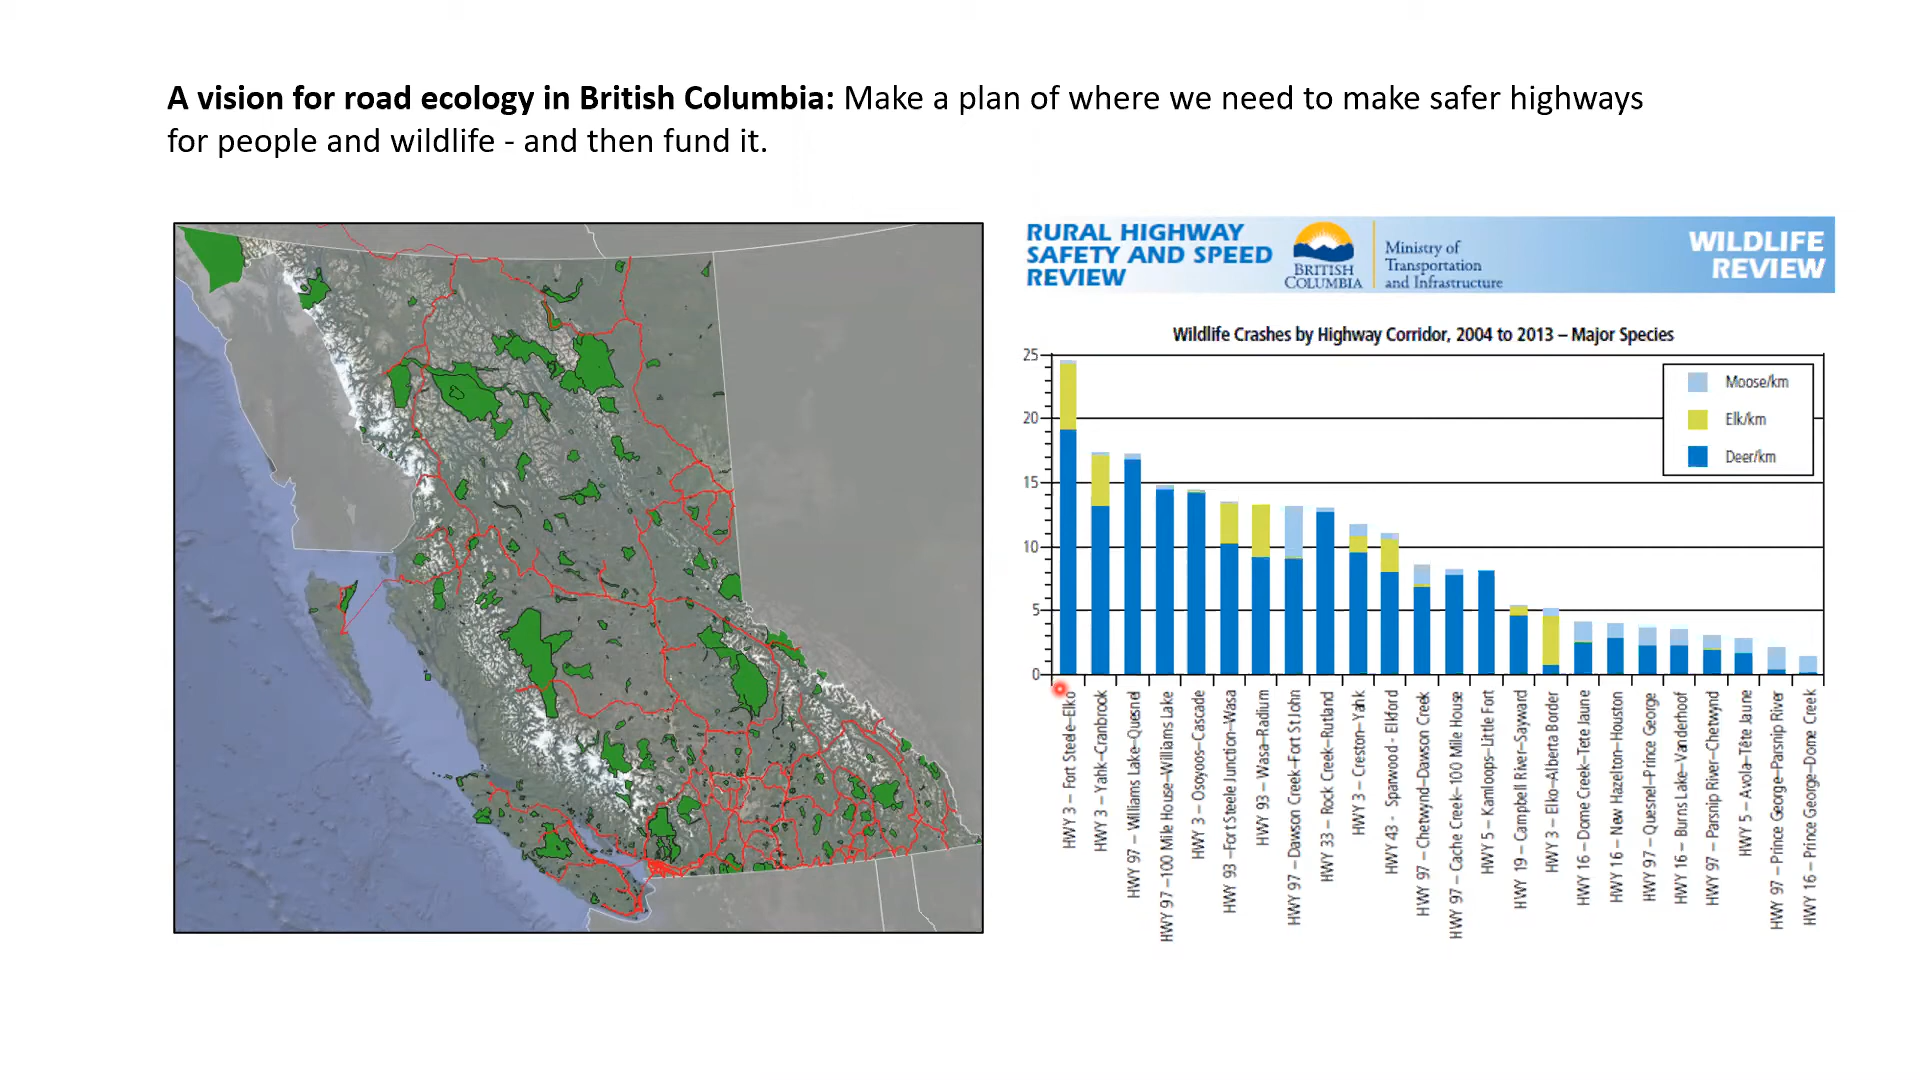 A vision for road ecology in British Columbia: Make a plan of where we need to make safer highways
for people and wildlife - and then fund it.
RURAL HIGHWAY
SAFETY AND SPEED
REVIEW
BRITISH
COLUMBIA
Ministry of
Transportation
and Infrastructure
WILDLIFE
REVIEW
Wildlife Crashes by Highway Corridor, 2004 to 2013 – Major Species
25
20
15
10
5
0
Moose/km
Elk/km
Deer/km
HWY 3 – Fort Steele–Elko
HWY 3 – Yahk–Cranbrook
HWY 97 – Williams Lake–Quesnel
HWY 97 –100 Mile House–Williams Lake
HWY 3 – Osoyoos–Cascade
HWY 93 –Fort Steele Junction–Wasa
HWY 93 – Wasa–Radium
HWY 97 – Dawson Creek–Fort St John
HWY 33 – Rock Creek–Rutland
HWY 3 – Creston–Yahk
HWY 43 - Sparwood - Elkford
HWY 97 – Chetwynd–Dawson Creek
HWY 97 – Cache Creek–100 Mile House
HWY 5 – Kamloops–Little Fort
HWY 19 – Campbell River–Sayward
HWY 3 – Elko–Alberta Border
HWY 16 – Dome Creek–Tete Jaune
HWY 16 – New Hazelton–Houston
HWY 97 – Quesnel–Prince George
HWY 16 – Burns Lake–Vanderhoof
HWY 97 – Parsnip River–Chetwynd
HWY 5 – Avola–Tête Jaune
HWY 97 – Prince George–Parsnip River
HWY 16 – Prince George–Dome Creek